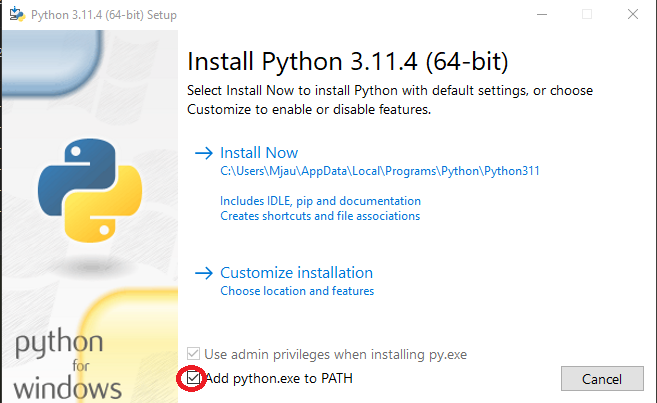 Python 3.11.4 (64-bit) Setup
Install Python 3.11.4 (64-bit)
Select Install Now to install Python with default settings, or choose
Customize to enable or disable features.
Install Now
C:\Users\Mjau\AppData\Local\Programs\Python\Python311
Includes IDLE, pip and documentation
Creates shortcuts and file associations
Customize installation
Choose location and features
python
for
windows
Use admin privileges when installing py.exe
Add python.exe to PATH
Cancel